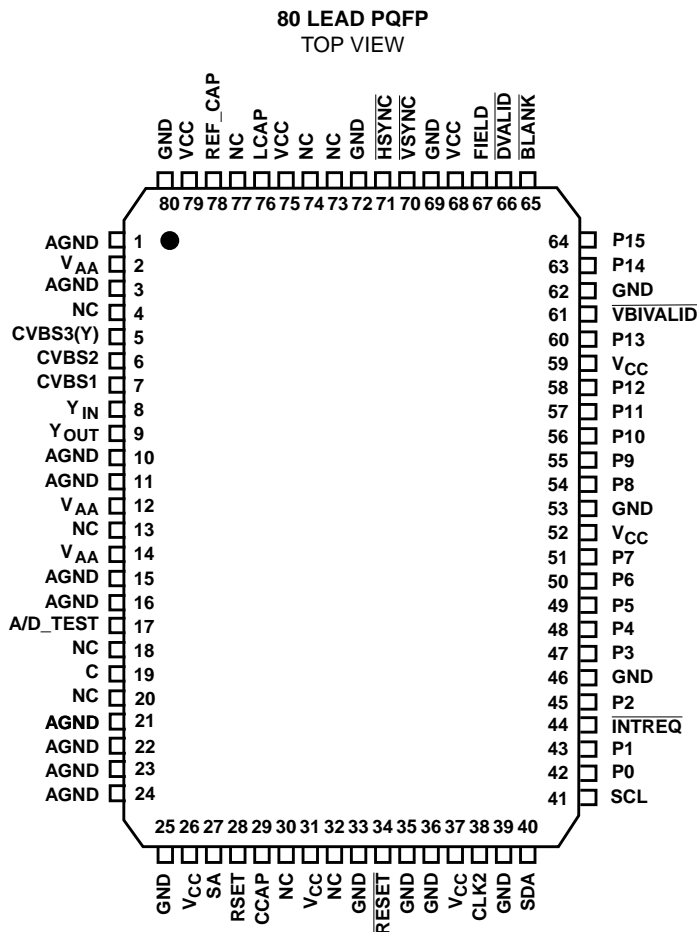 80 LEAD PQFP
TOP VIEW
GND
VCC
REF_CAP
NC
LCAP
VCC
NC
NC
GND
HSYNC
VSYNC
GND
VCC
FIELD
DVALID
BLANK
80 79 78 77 76 75 74 73 72 71 70 69 68 67 66 65
AGND 1
VAA 2
AGND 3
NC 4
CVBS3(Y) 5
CVBS2 6
CVBS1 7
YIN 8
YOUT 9
AGND 10
AGND 11
VAA 12
NC 13
VAA 14
AGND 15
AGND 16
A/D_TEST 17
NC 18
C 19
NC 20
AGND 21
AGND 22
AGND 23
AGND 24
64 P15
63 P14
62 GND
61 VBIVALID
60 P13
59 VCC
58 P12
57 P11
56 P10
55 P9
54 P8
53 GND
52 VCC
51 P7
50 P6
49 P5
48 P4
47 P3
46 GND
45 P2
44 INTREQ
43 P1
42 P0
41 SCL
25 26 27 28 29 30 31 32 33 34 35 36 37 38 39 40
GND
VCC
SA
RSET
CCAP
NC
VCC
NC
GND
RESET
GND
GND
VCC
CLK2
GND
SDA